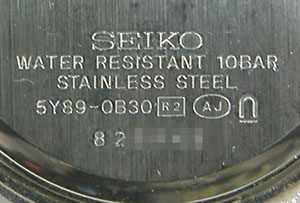 SEIKO
WATER RESISTANT 10BAR
STAINLESS STEEL
5Y89-0B30 R2 AJ
82